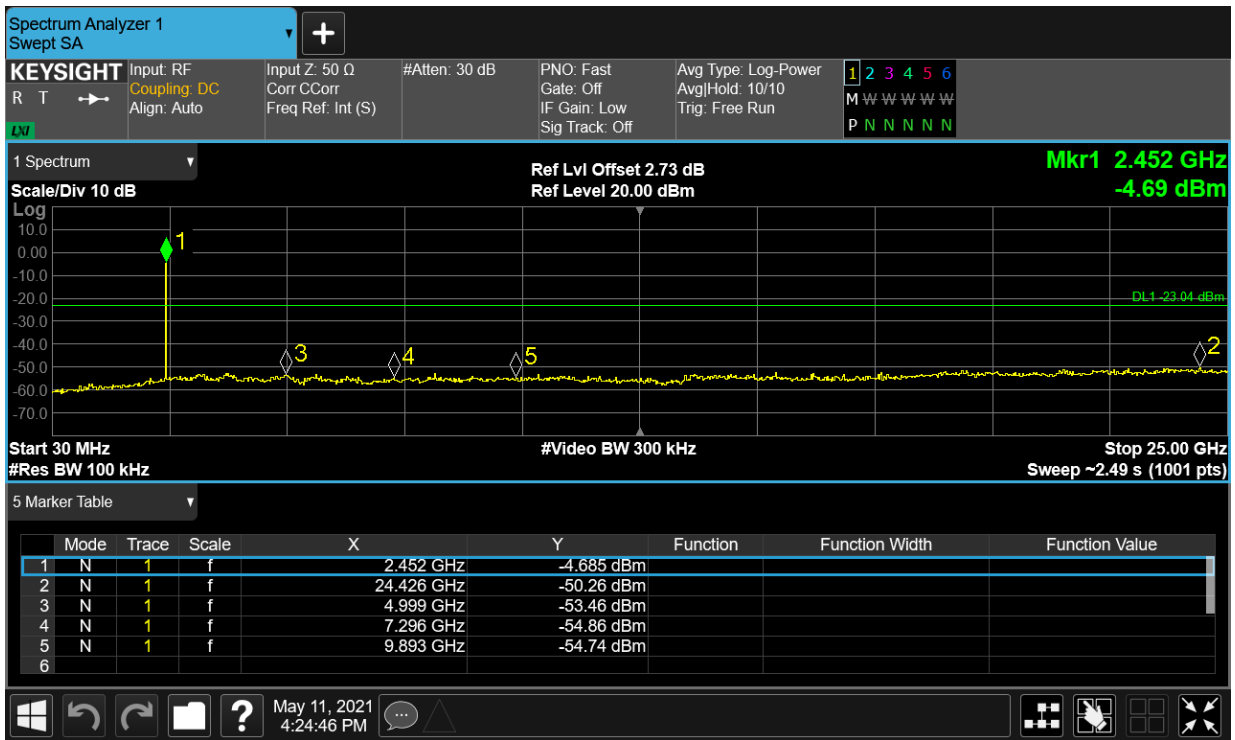 Spectrum Analyzer 1
Swept SA
KEYSIGHT
R T
LXI
Input: RF
Coupling: DC
Align: Auto
Input Z: 50 Ω
Corr CCorr
Freq Ref: Int (S)
#Atten: 30 dB
PNO: Fast
Gate: Off
IF Gain: Low
Sig Track: Off
Avg Type: Log-Power
Avg|Hold: 10/10
Trig: Free Run
1 2 3 4 5 6
M W W W W W W
P N N N N N N
1 Spectrum
Scale/Div 10 dB
Ref Lvl Offset 2.73 dB
Ref Level 20.00 dBm
Mkr1 2.452 GHz
-4.69 dBm
Log
10.0
0.00
-10.0
-20.0
-30.0
-40.0
-50.0
-60.0
-70.0
1
3
4
5
2
DL1 -23.04 dBm
Start 30 MHz
#Video BW 300 kHz
Stop 25.00 GHz
#Res BW 100 kHz
Sweep ~2.49 s (1001 pts)
5 Marker Table
Mode Trace Scale X Y Function Function Width Function Value
1 N 1 f 2.452 GHz -4.685 dBm
2 N 1 f 24.426 GHz -50.26 dBm
3 N 1 f 4.999 GHz -53.46 dBm
4 N 1 f 7.296 GHz -54.86 dBm
5 N 1 f 9.893 GHz -54.74 dBm
6
?
May 11, 2021
4:24:46 PM